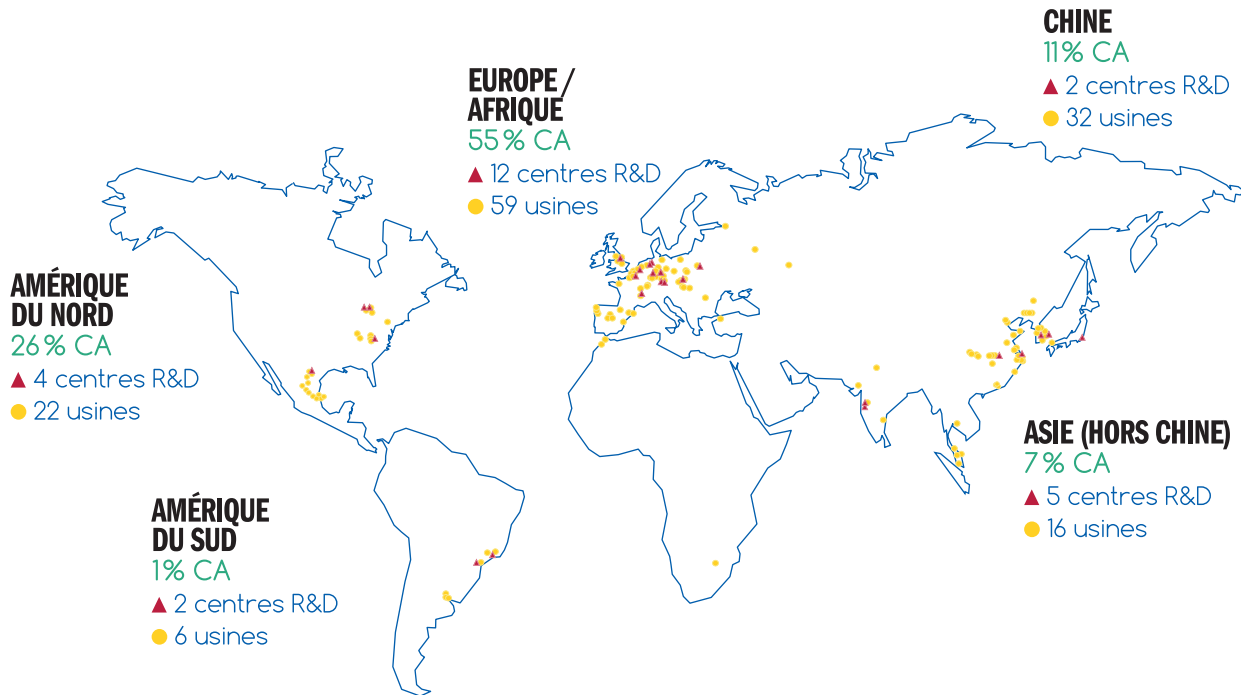 CHINE
11% CA
2 centres R&D
32 usines
EUROPE/
AFRIQUE
55% CA
12 centres R&D
59 usines
AMÉRIQUE
DU NORD
26% CA
4 centres R&D
22 usines
ASIE (HORS CHINE)
7% CA
5 centres R&D
16 usines
AMÉRIQUE
DU SUD
1% CA
2 centres R&D
6 usines